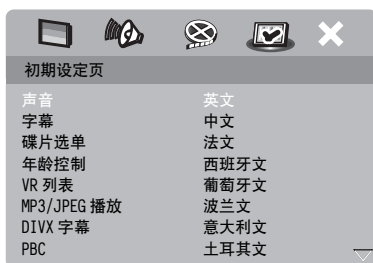 初期设定页
声音 英文
字幕 中文
碟片选单 法文
年龄控制 西班牙文
VR 列表 葡萄牙文
MP3/JPEG 播放 波兰文
DIVX 字幕 意大利文
PBC 土耳其文